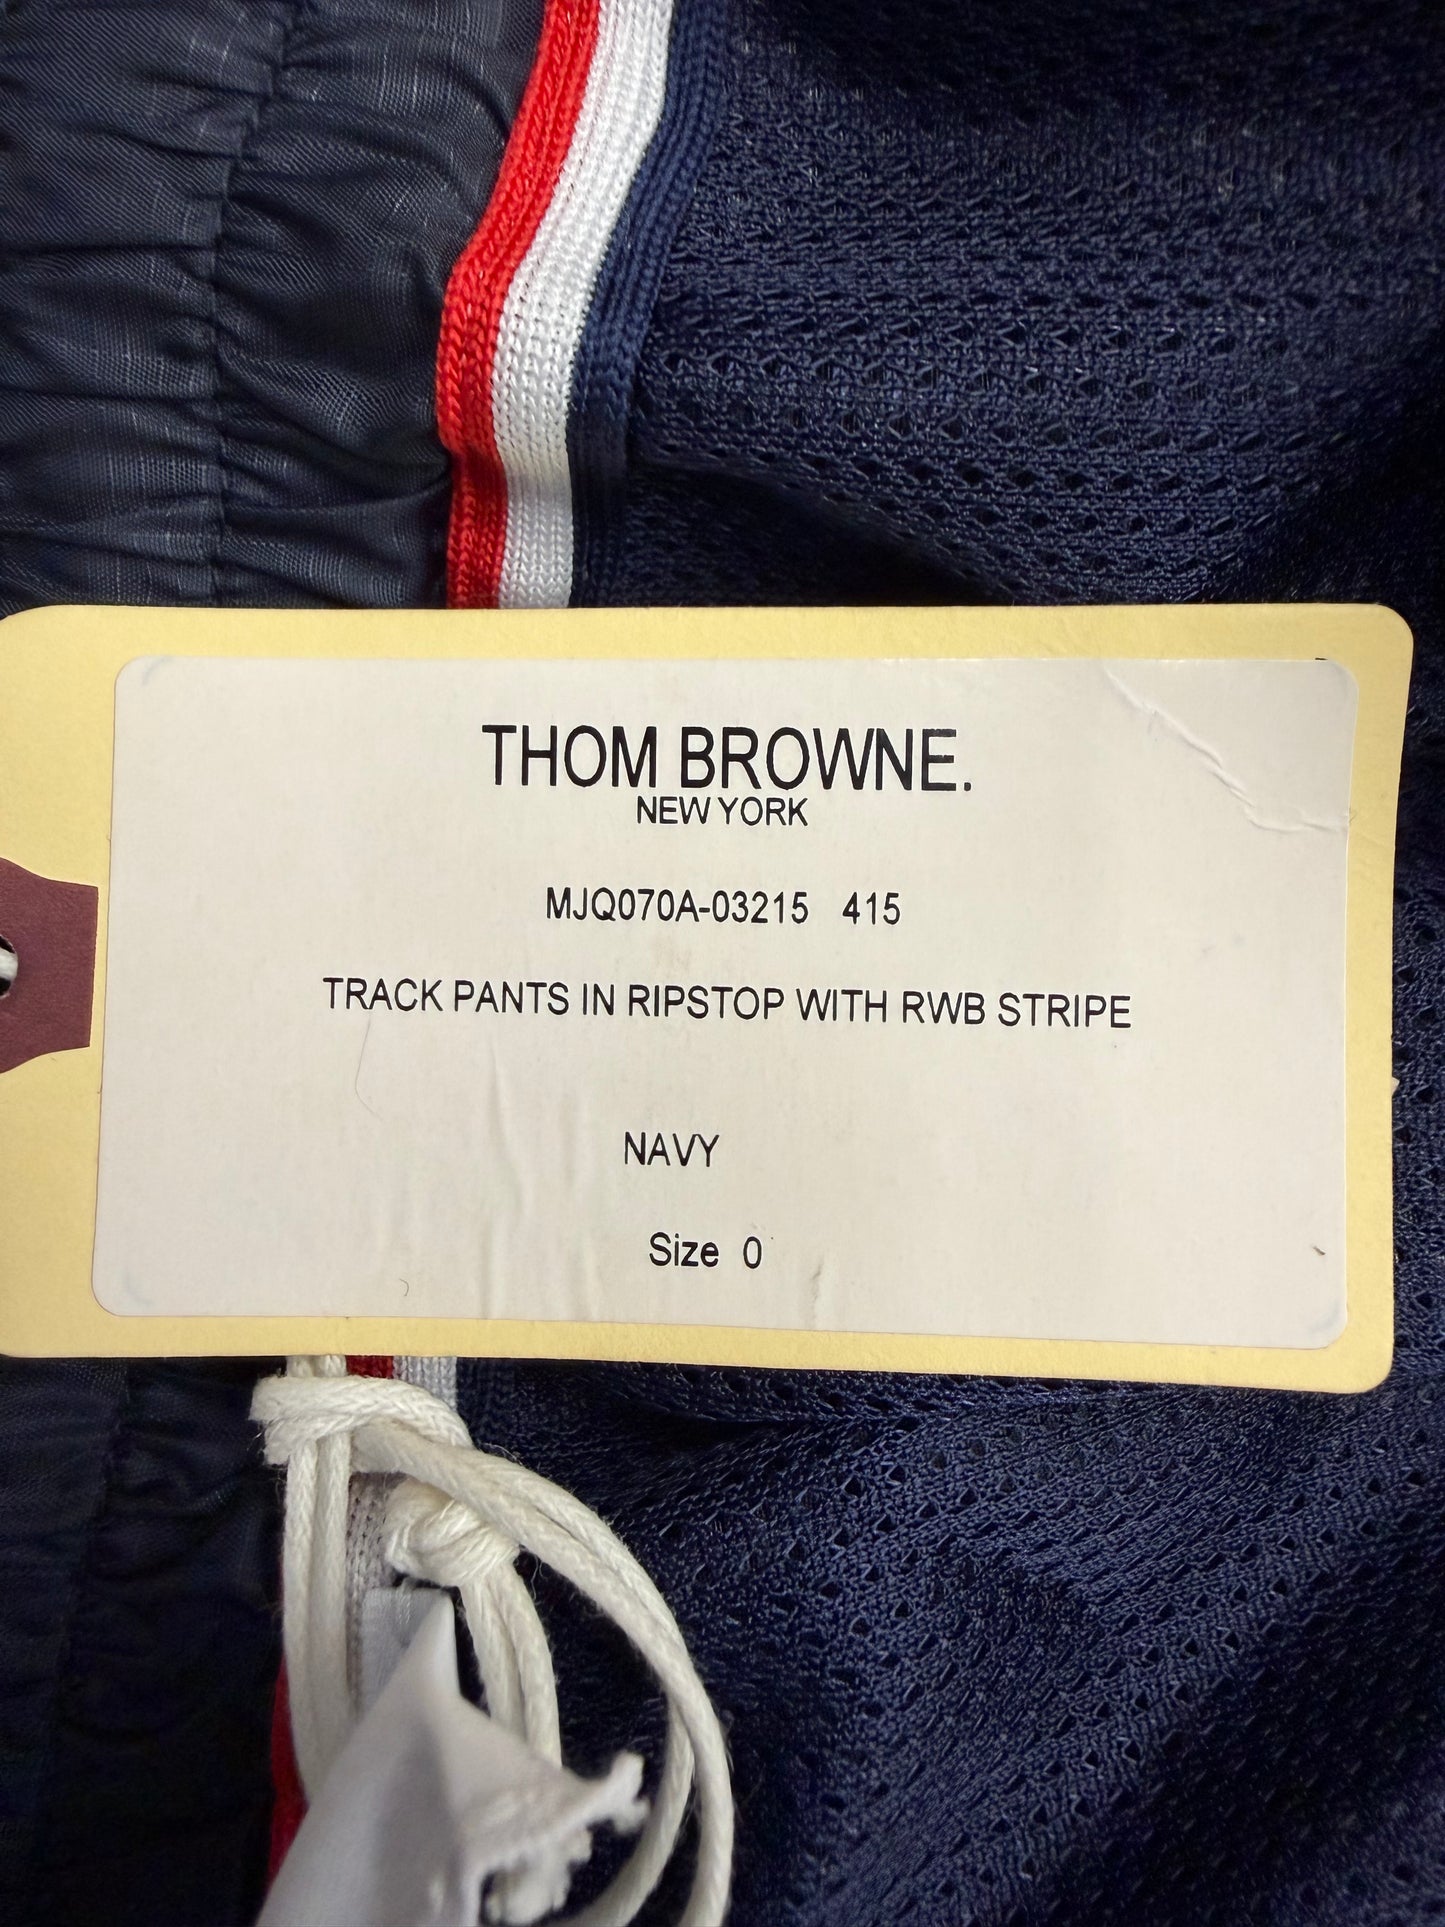 THOM BROWNE.
NEW YORK
MJQ070A-03215 415
TRACK PANTS IN RIPSTOP WITH RWB STRIPE
NAVY
Size 0